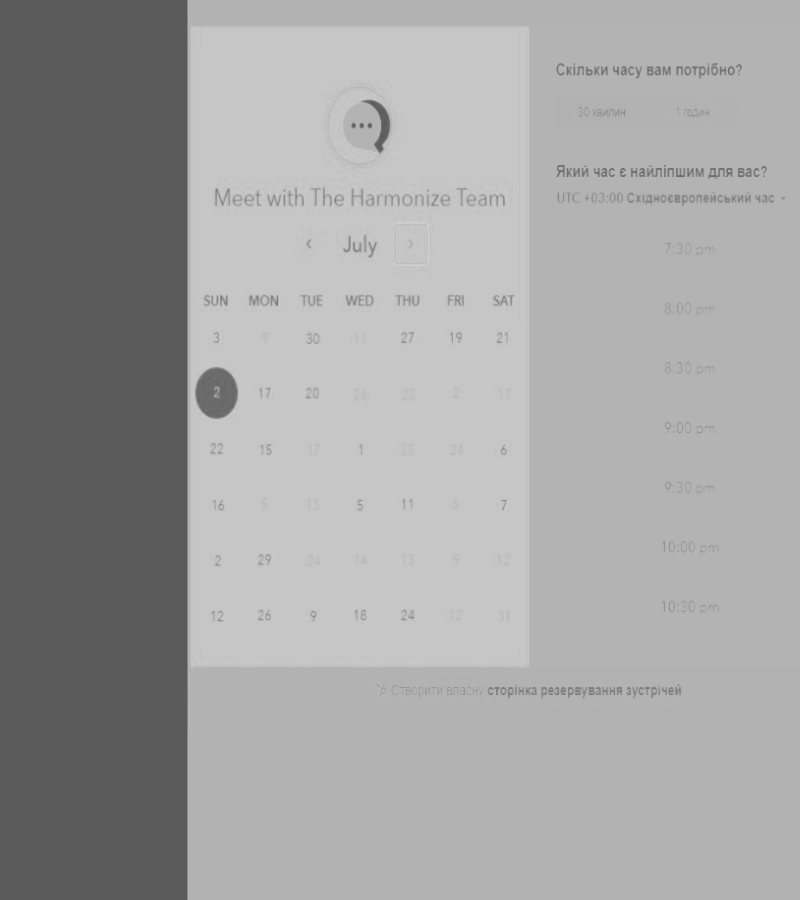 Meet with The Harmonize Team
‹ July ›
SUN MON TUE WED THU FRI SAT
3 9 30 11 27 19 21
2 17 20 26 22 2 17
22 15 17 1 25 24 6
16 5 13 5 11 6 7
2 29 24 14 13 9 12
12 26 9 18 24 12 31
Скільки часу вам потрібно?
30 хвилин 1 годин
Який час є найліпшим для вас?
UTC +03:00 Східноєвропейський час
7:30 pm
8:00 pm
8:30 pm
9:00 pm
9:30 pm
10:00 pm
10:30 pm
Створити власну сторінка резервування зустрічей